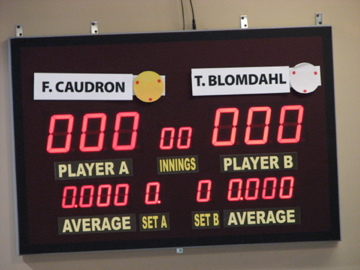 F. CAUDRON T. BLOMDAHL
000 00 000
PLAYER A INNINGS PLAYER B
0.000 0. 0 0.000
AVERAGE SET A SET B AVERAGE